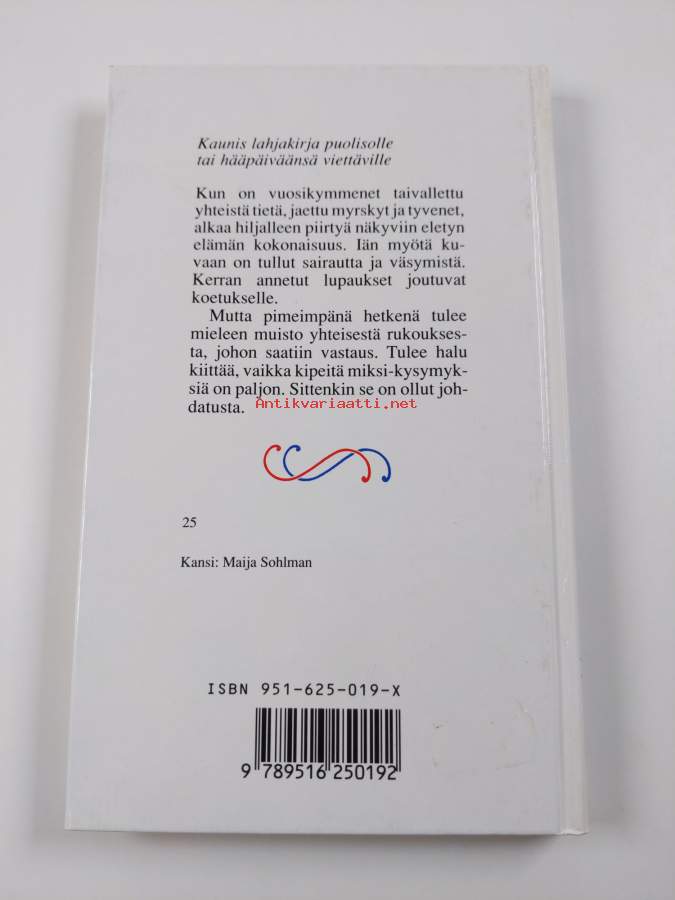 Kaunis lahjakirja puolisolle
tai hääpäiväänsä viettäville
Kun on vuosikymmenet taivallettu
yhteistä tietä, jaettu myrskyt ja tyvenet,
alkaa hiljalleen piirtyä näkyviin eletyn
elämän kokonaisuus. Iän myötä ku-
vaan on tullut sairautta ja väsymistä.
Kerran annetut lupaukset joutuvat
koetukselle.
Mutta pimeimpänä hetkenä tulee
mieleen muisto yhteisestä rukoukses-
ta, johon saatiin vastaus. Tulee halu
kiittää, vaikka kipeitä miksi-kysymyk-
siä on paljon. Sittenkin se on ollut joh-
datusta.
Antikvariaatti.net
25
Kansi: Maija Sohlman
ISBN 951-625-019-X
9 789516 250192